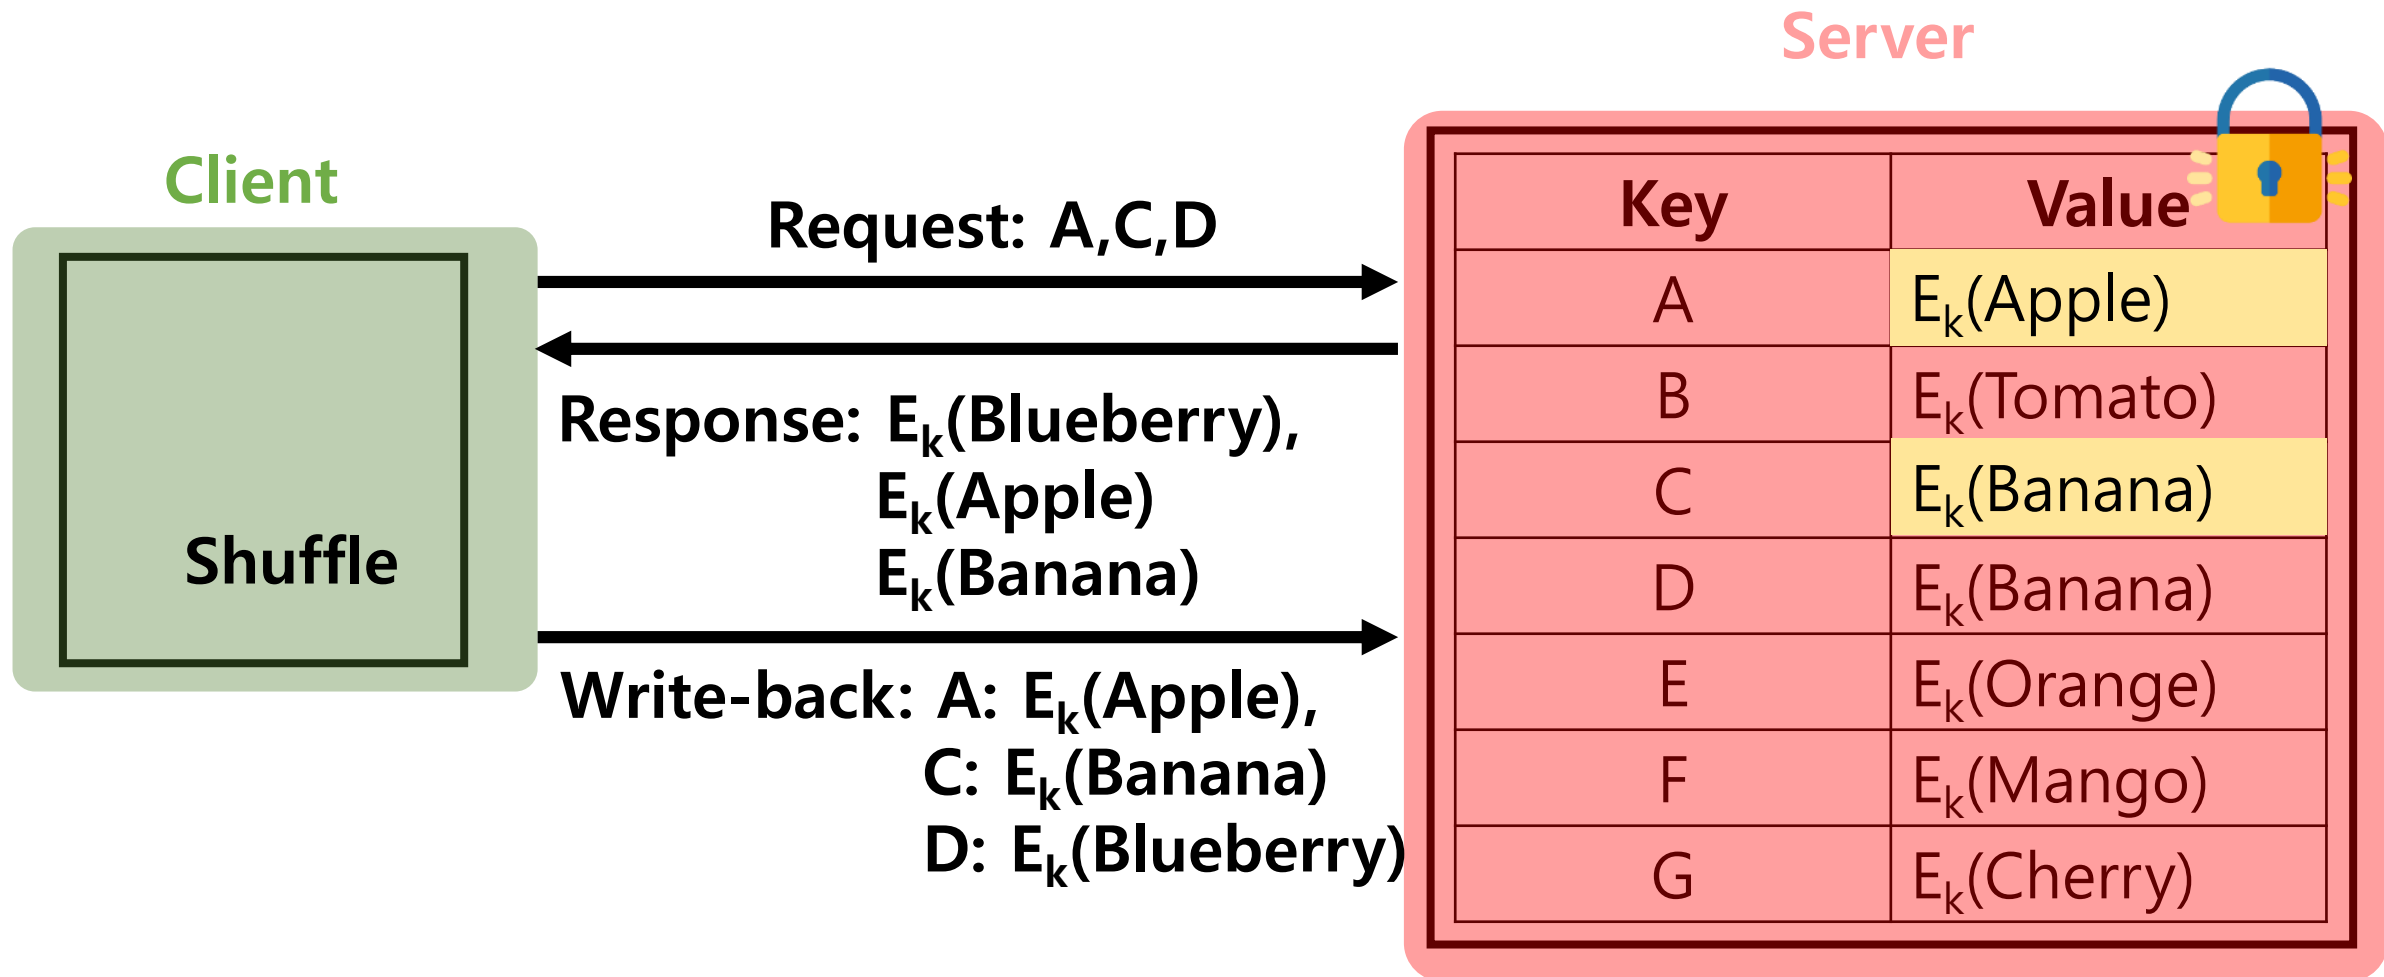 Server
Client
Request: A,C,D
Response: Ek(Blueberry),
Ek(Apple)
Ek(Banana)
Shuffle
Write-back: A: Ek(Apple),
C: Ek(Banana)
D: Ek(Blueberry)
Key Value
A Ek(Apple)
B Ek(Tomato)
C Ek(Banana)
D Ek(Banana)
E Ek(Orange)
F Ek(Mango)
G Ek(Cherry)